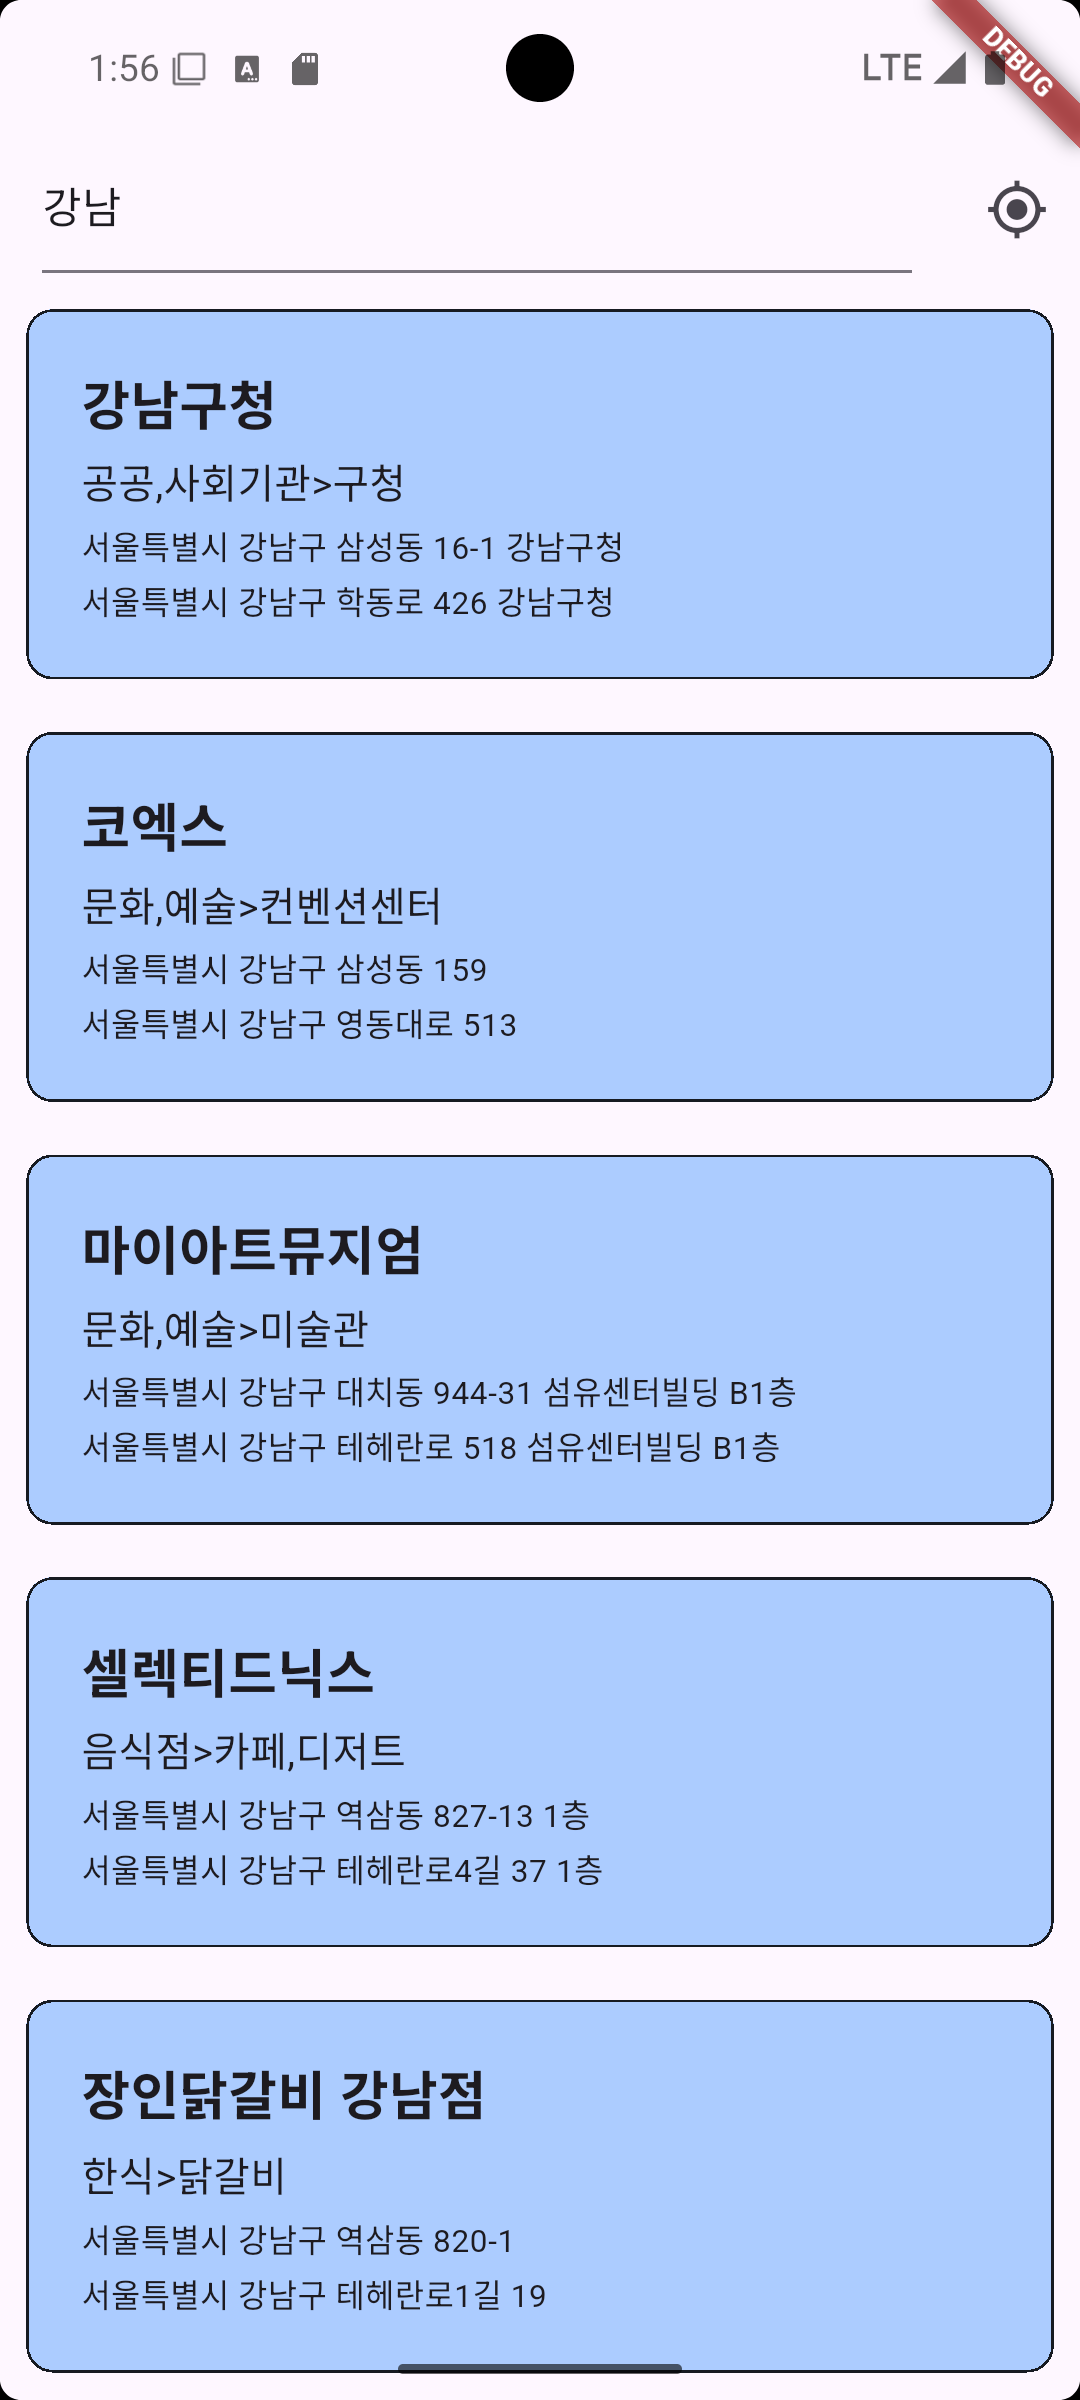 1:56
LTE
DEBUG
강남
강남구청
공공,사회기관>구청
서울특별시 강남구 삼성동 16-1 강남구청
서울특별시 강남구 학동로 426 강남구청
코엑스
문화,예술>컨벤션센터
서울특별시 강남구 삼성동 159
서울특별시 강남구 영동대로 513
마이아트뮤지엄
문화,예술>미술관
서울특별시 강남구 대치동 944-31 섬유센터빌딩 B1층
서울특별시 강남구 테헤란로 518 섬유센터빌딩 B1층
셀렉티드닉스
음식점>카페,디저트
서울특별시 강남구 역삼동 827-13 1층
서울특별시 강남구 테헤란로4길 37 1층
장인닭갈비 강남점
한식>닭갈비
서울특별시 강남구 역삼동 820-1
서울특별시 강남구 테헤란로1길 19